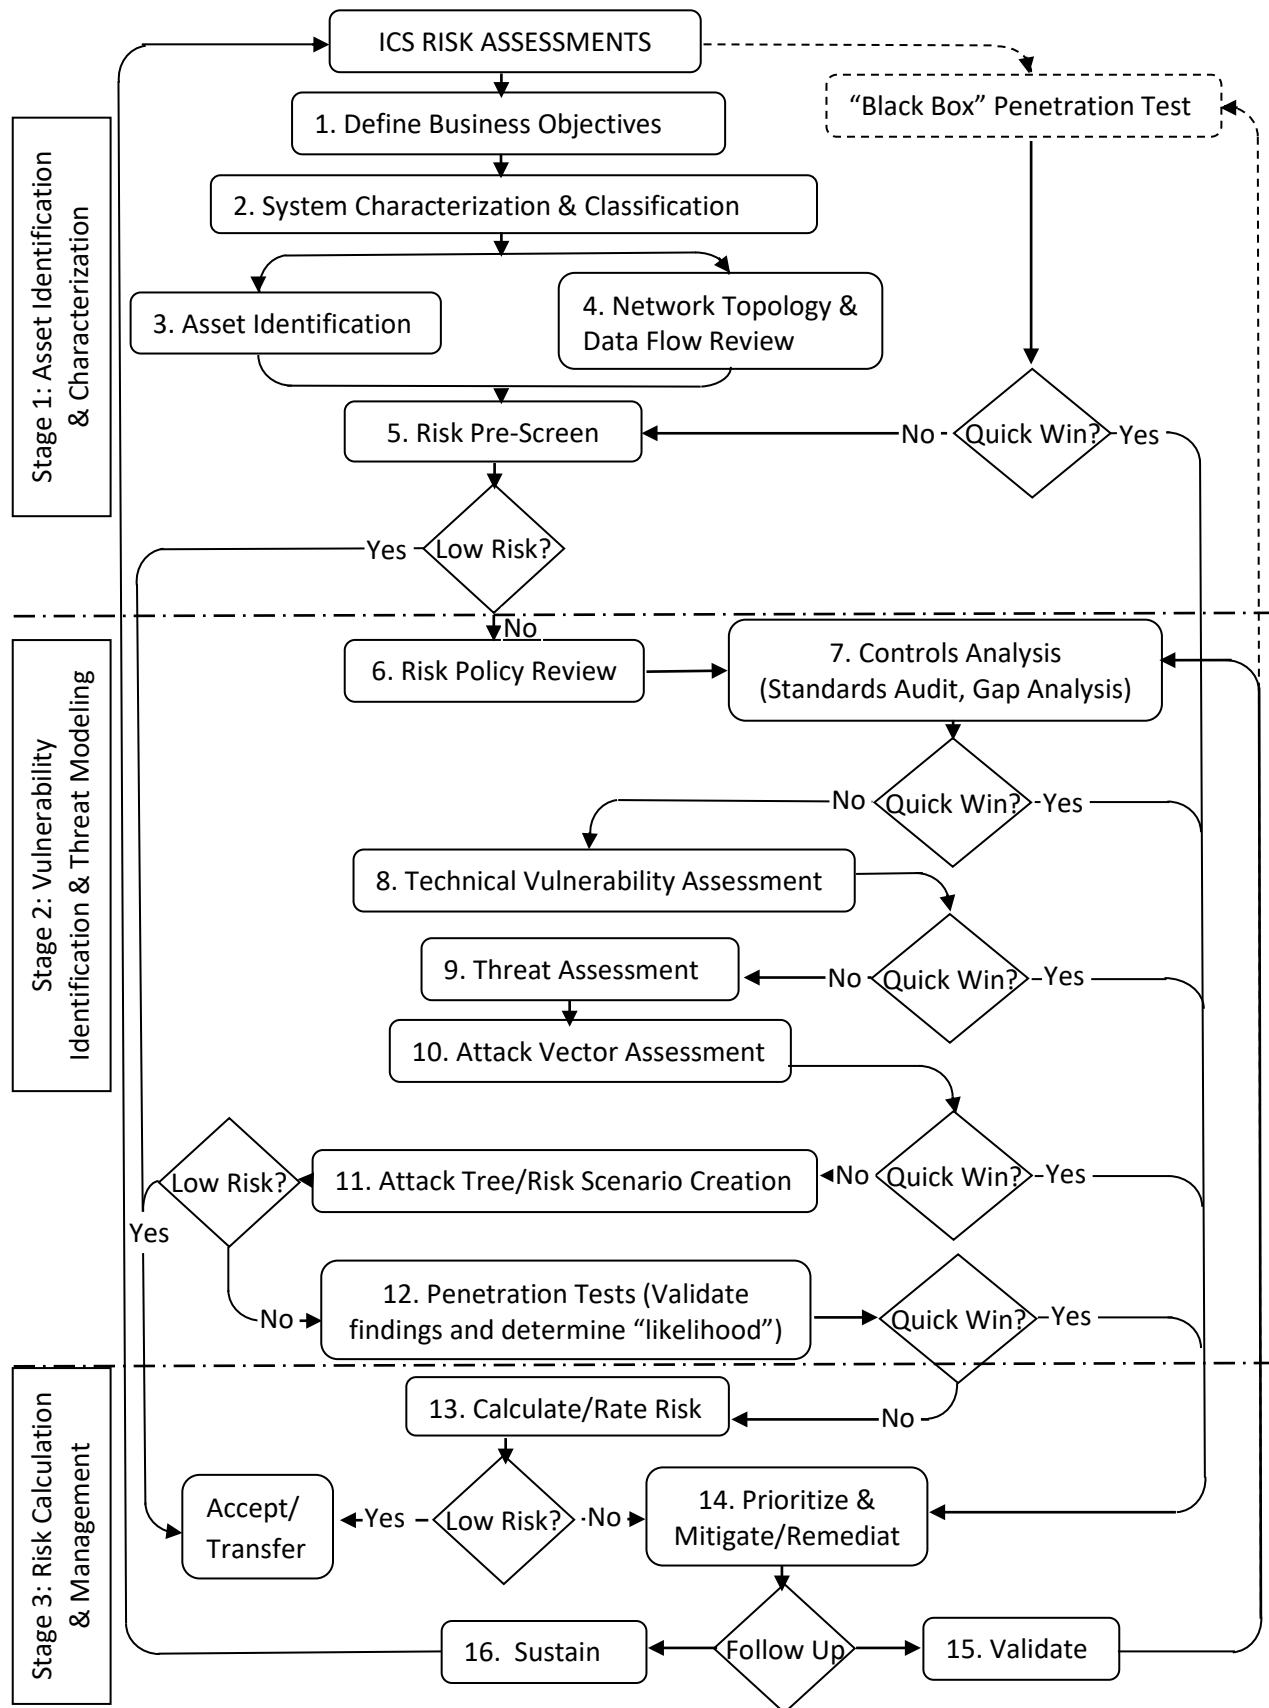 ICS RISK ASSESSMENTS
“Black Box” Penetration Test
1. Define Business Objectives
2. System Characterization & Classification
3. Asset Identification
4. Network Topology &
Data Flow Review
Stage 1: Asset Identification
& Characterization
5. Risk Pre-Screen
No
Quick Win?
Yes
Yes
Low Risk?
No
6. Risk Policy Review
7. Controls Analysis
(Standards Audit, Gap Analysis)
Stage 2: Vulnerability
Identification & Threat Modeling
No
Quick Win?
Yes
8. Technical Vulnerability Assessment
9. Threat Assessment
No
Quick Win?
Yes
10. Attack Vector Assessment
Low Risk?
11. Attack Tree/Risk Scenario Creation
No
Quick Win?
Yes
Yes
No
12. Penetration Tests (Validate
findings and determine “likelihood”)
Quick Win?
Yes
Stage 3: Risk Calculation
& Management
13. Calculate/Rate Risk
No
Accept/
Transfer
Yes
Low Risk?
No
14. Prioritize &
Mitigate/Remediat
16. Sustain
Follow Up
15. Validate